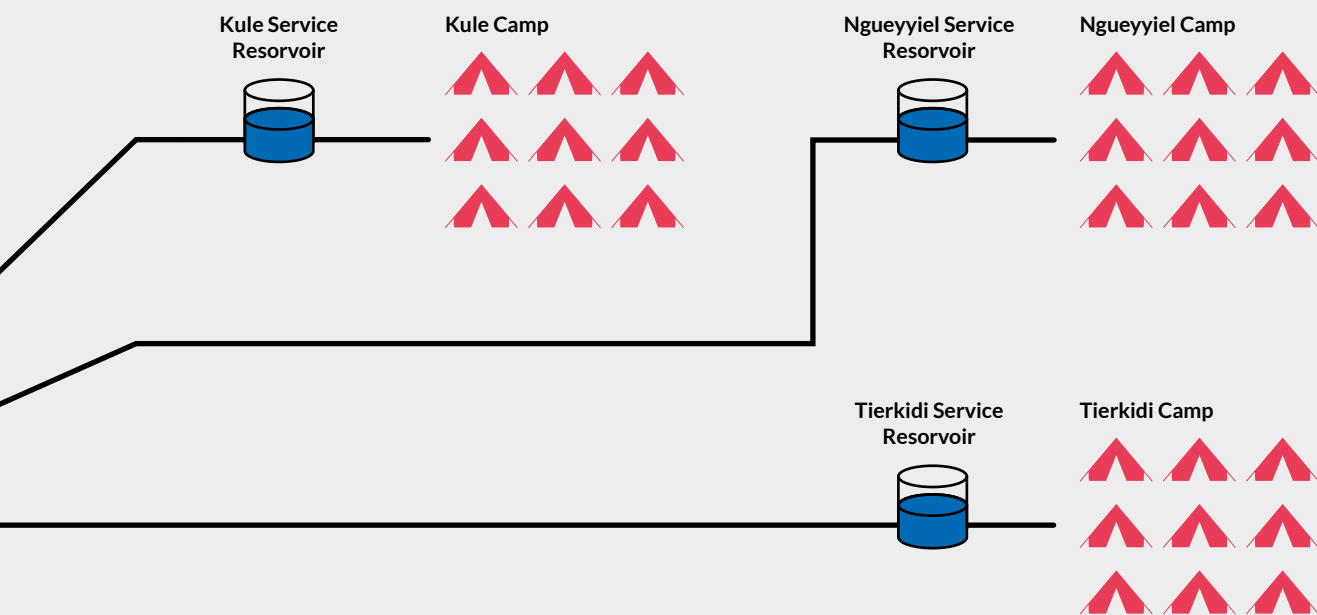 Kule Service
Resorvoir
Kule Camp
Ngueyyiel Service
Resorvoir
Ngueyyiel Camp
Tierkidi Service
Resorvoir
Tierkidi Camp